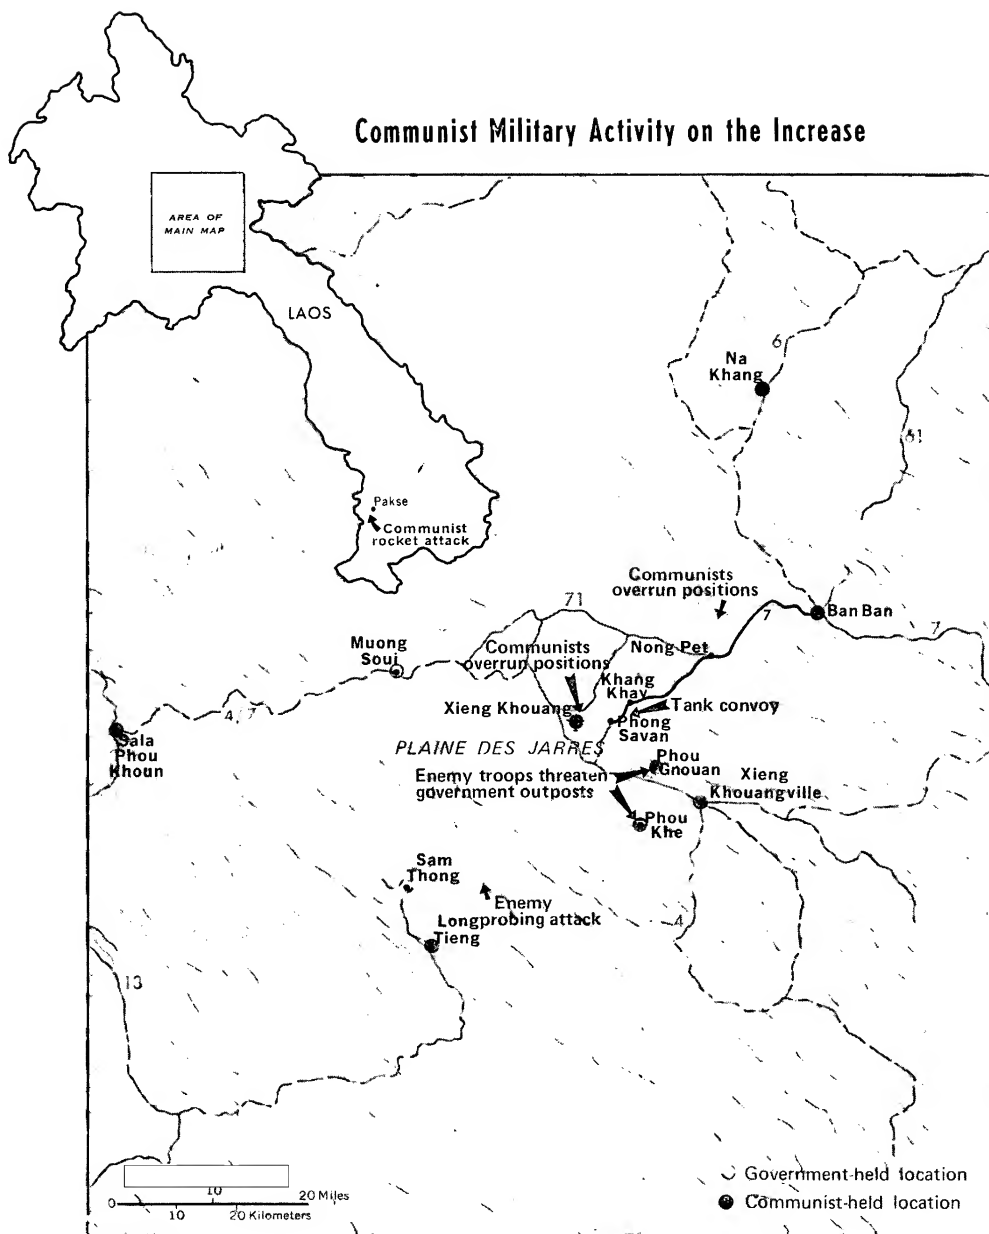 Communist Military Activity on the Increase
AREA OF
MAIN MAP
LAOS
Pakse
Communist
rocket attack
6
Na
Khang
61
Communists
overrun positions
71
7
Ban Ban
7
Muong
Soui
Communists
overrun positions
Nong Pet
Khang
Khay
Xieng Khouang
Tank convoy
Phong
Savan
4,7
Sala
Phou
Khoun
PLAINE DES JARRES
Enemy troops threaten
government outposts
Phou
Gnouan
Xieng
Khouangville
Phou
Khe
Sam
Thong
Enemy
probing attack
Long
Tieng
4
13
Government-held location
Communist-held location
10
20 Miles
0
10
20 Kilometers